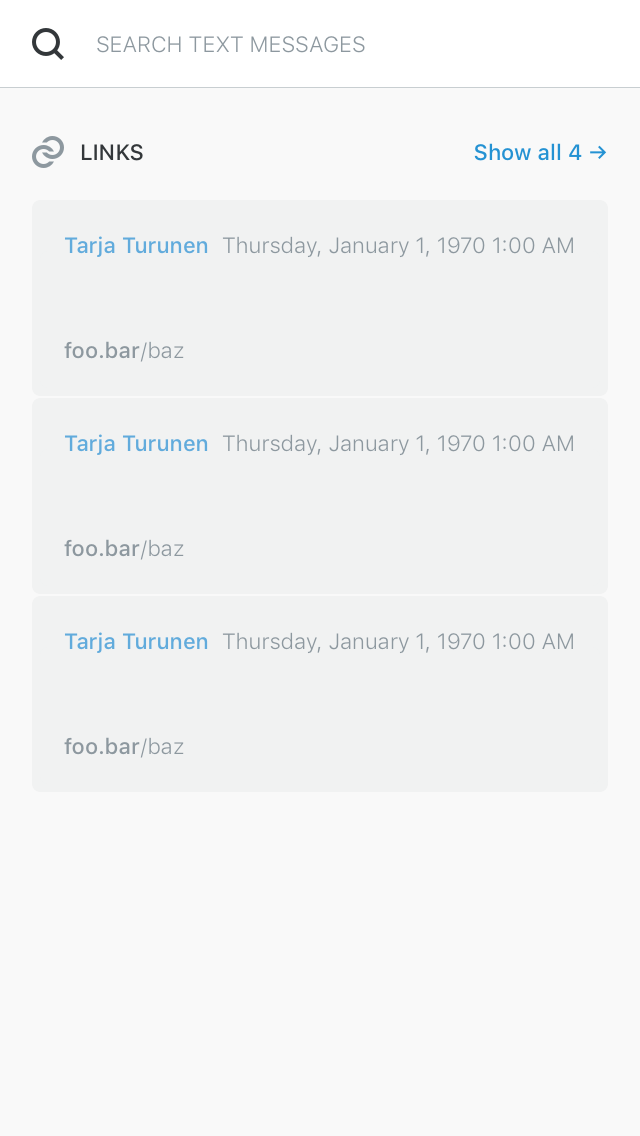 SEARCH TEXT MESSAGES
LINKS Show all 4 →
Tarja Turunen Thursday, January 1, 1970 1:00 AM
foo.bar/baz
Tarja Turunen Thursday, January 1, 1970 1:00 AM
foo.bar/baz
Tarja Turunen Thursday, January 1, 1970 1:00 AM
foo.bar/baz